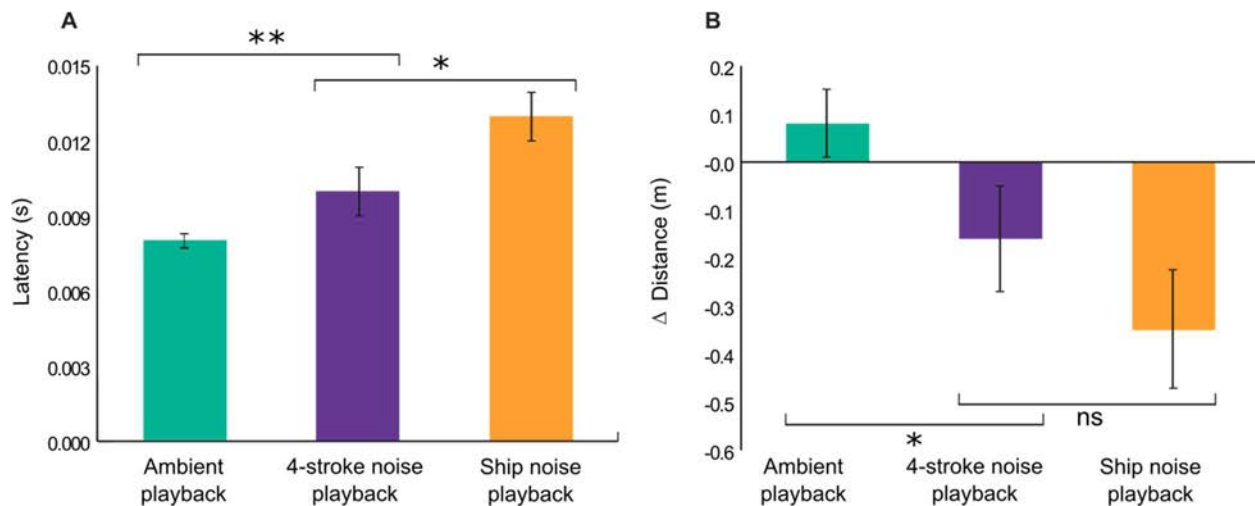 A
**
*
0.015
0.012
0.009
0.006
0.003
0.000
Latency (s)
Ambient
playback
4-stroke noise
playback
Ship noise
playback
B
0.2
0.1
-0.0
-0.1
-0.2
-0.3
-0.4
-0.5
-0.6
Δ Distance (m)
ns
*
Ambient
playback
4-stroke noise
playback
Ship noise
playback